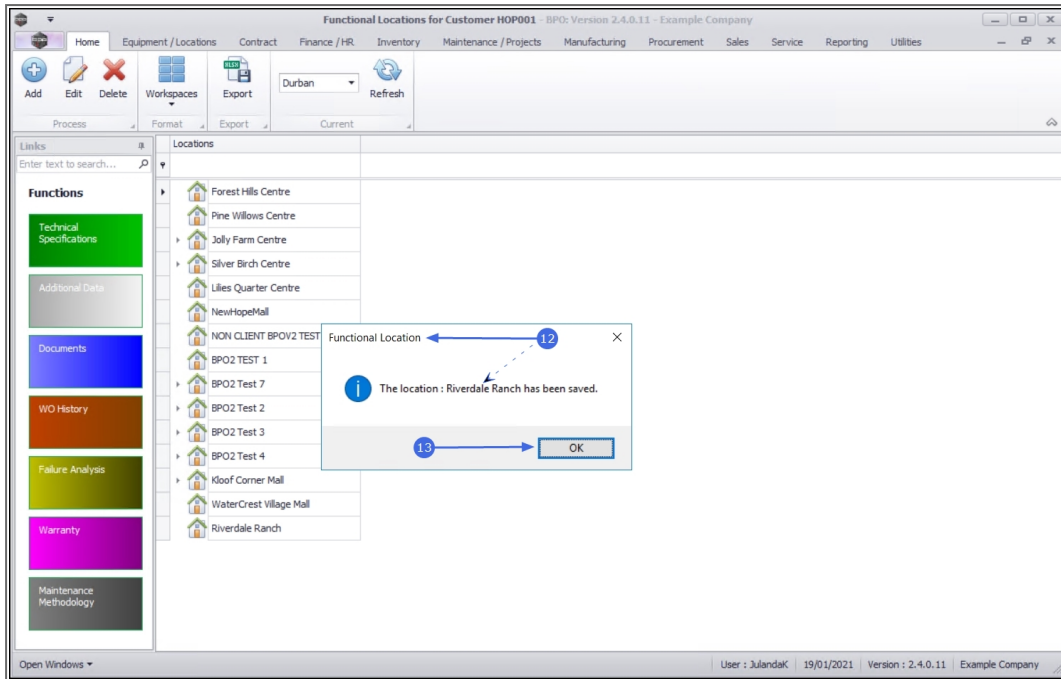 Functional Locations for Customer HOP001 - BPO: Version 2.4.0.11 - Example Company
Home Equipment / Locations Contract Finance / HR Inventory Maintenance / Projects Manufacturing Procurement Sales Service Reporting Utilities
Add Edit Delete Workspaces Export Durban Refresh
Process Format Export Current
Links
Enter text to search...
Functions
Technical
Specifications
Additional Data
Documents
WO History
Failure Analysis
Warranty
Maintenance
Methodology
Locations
Forest Hills Centre
Pine Willows Centre
Jolly Farm Centre
Silver Birch Centre
Lilies Quarter Centre
NewHopeMall
NON CLIENT BPOV2 TEST
BPO2 TEST 1
BPO2 Test 7
BPO2 Test 2
BPO2 Test 3
BPO2 Test 4
Kloof Corner Mall
WaterCrest Village Mall
Riverdale Ranch
Functional Location
12
The location : Riverdale Ranch has been saved.
13
OK
Open Windows
User : JulandaK 19/01/2021 Version : 2.4.0.11 Example Company